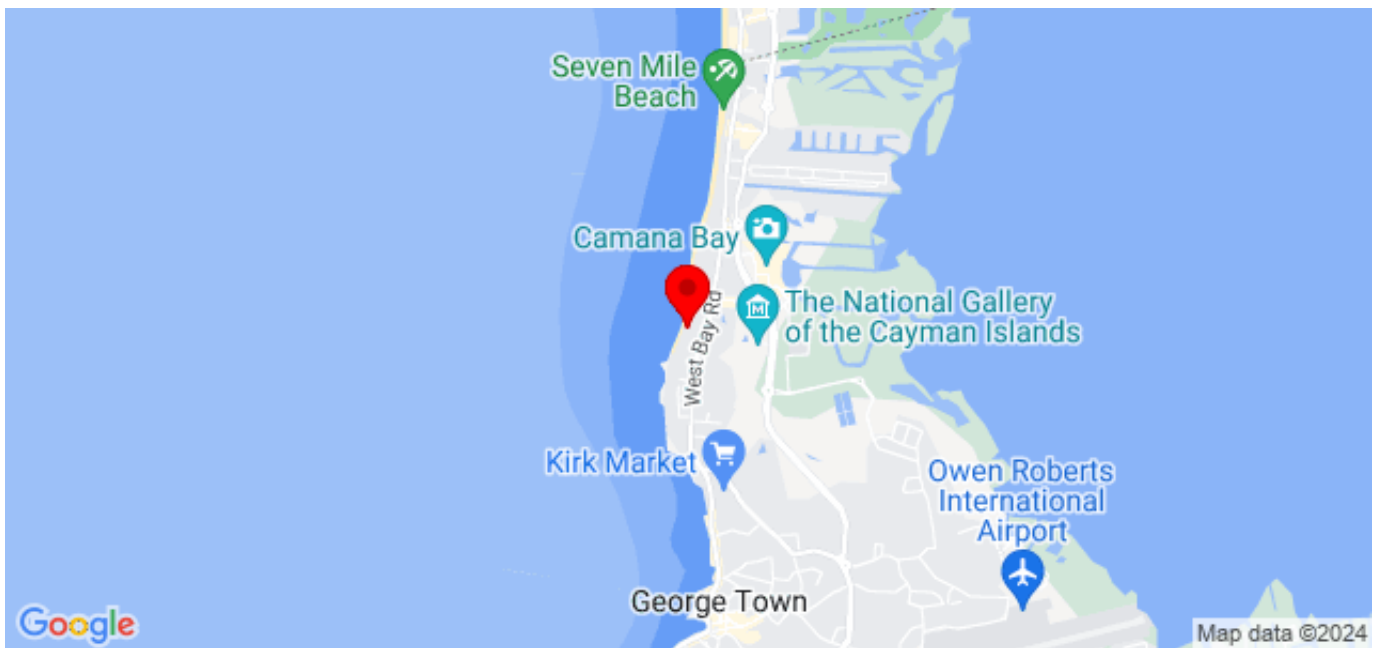 Seven Mile
Beach
Camana Bay
West Bay Rd
The National Gallery
of the Cayman Islands
Kirk Market
Owen Roberts
International
Airport
George Town
Google
Map data ©2024